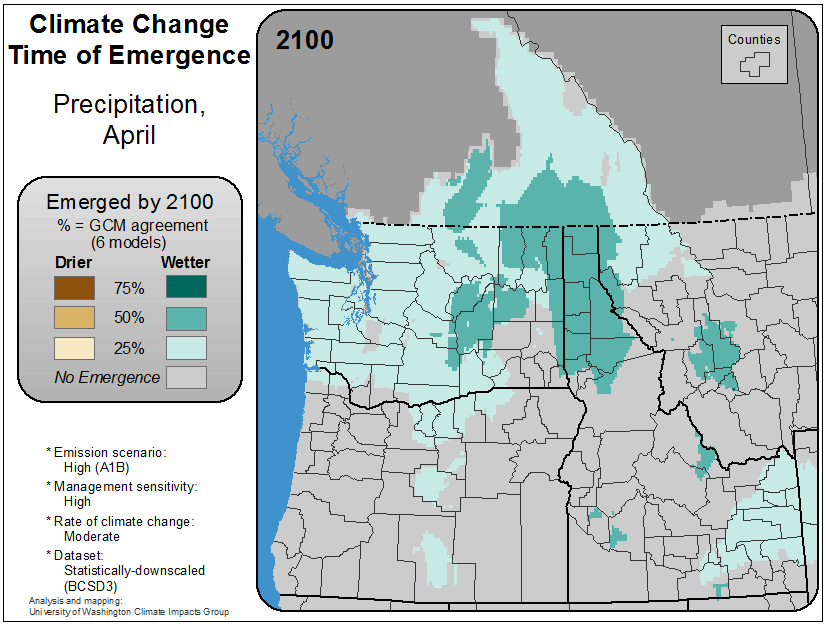 Climate Change
Time of Emergence
Precipitation,
April
Emerged by 2100
% = GCM agreement
(6 models)
Drier Wetter
75%
50%
25%
No Emergence
* Emission scenario:
High (A1B)
* Management sensitivity:
High
* Rate of climate change:
Moderate
* Dataset:
Statistically-downscaled
(BCSD3)
Analysis and mapping:
University of Washington Climate Impacts Group
2100
Counties